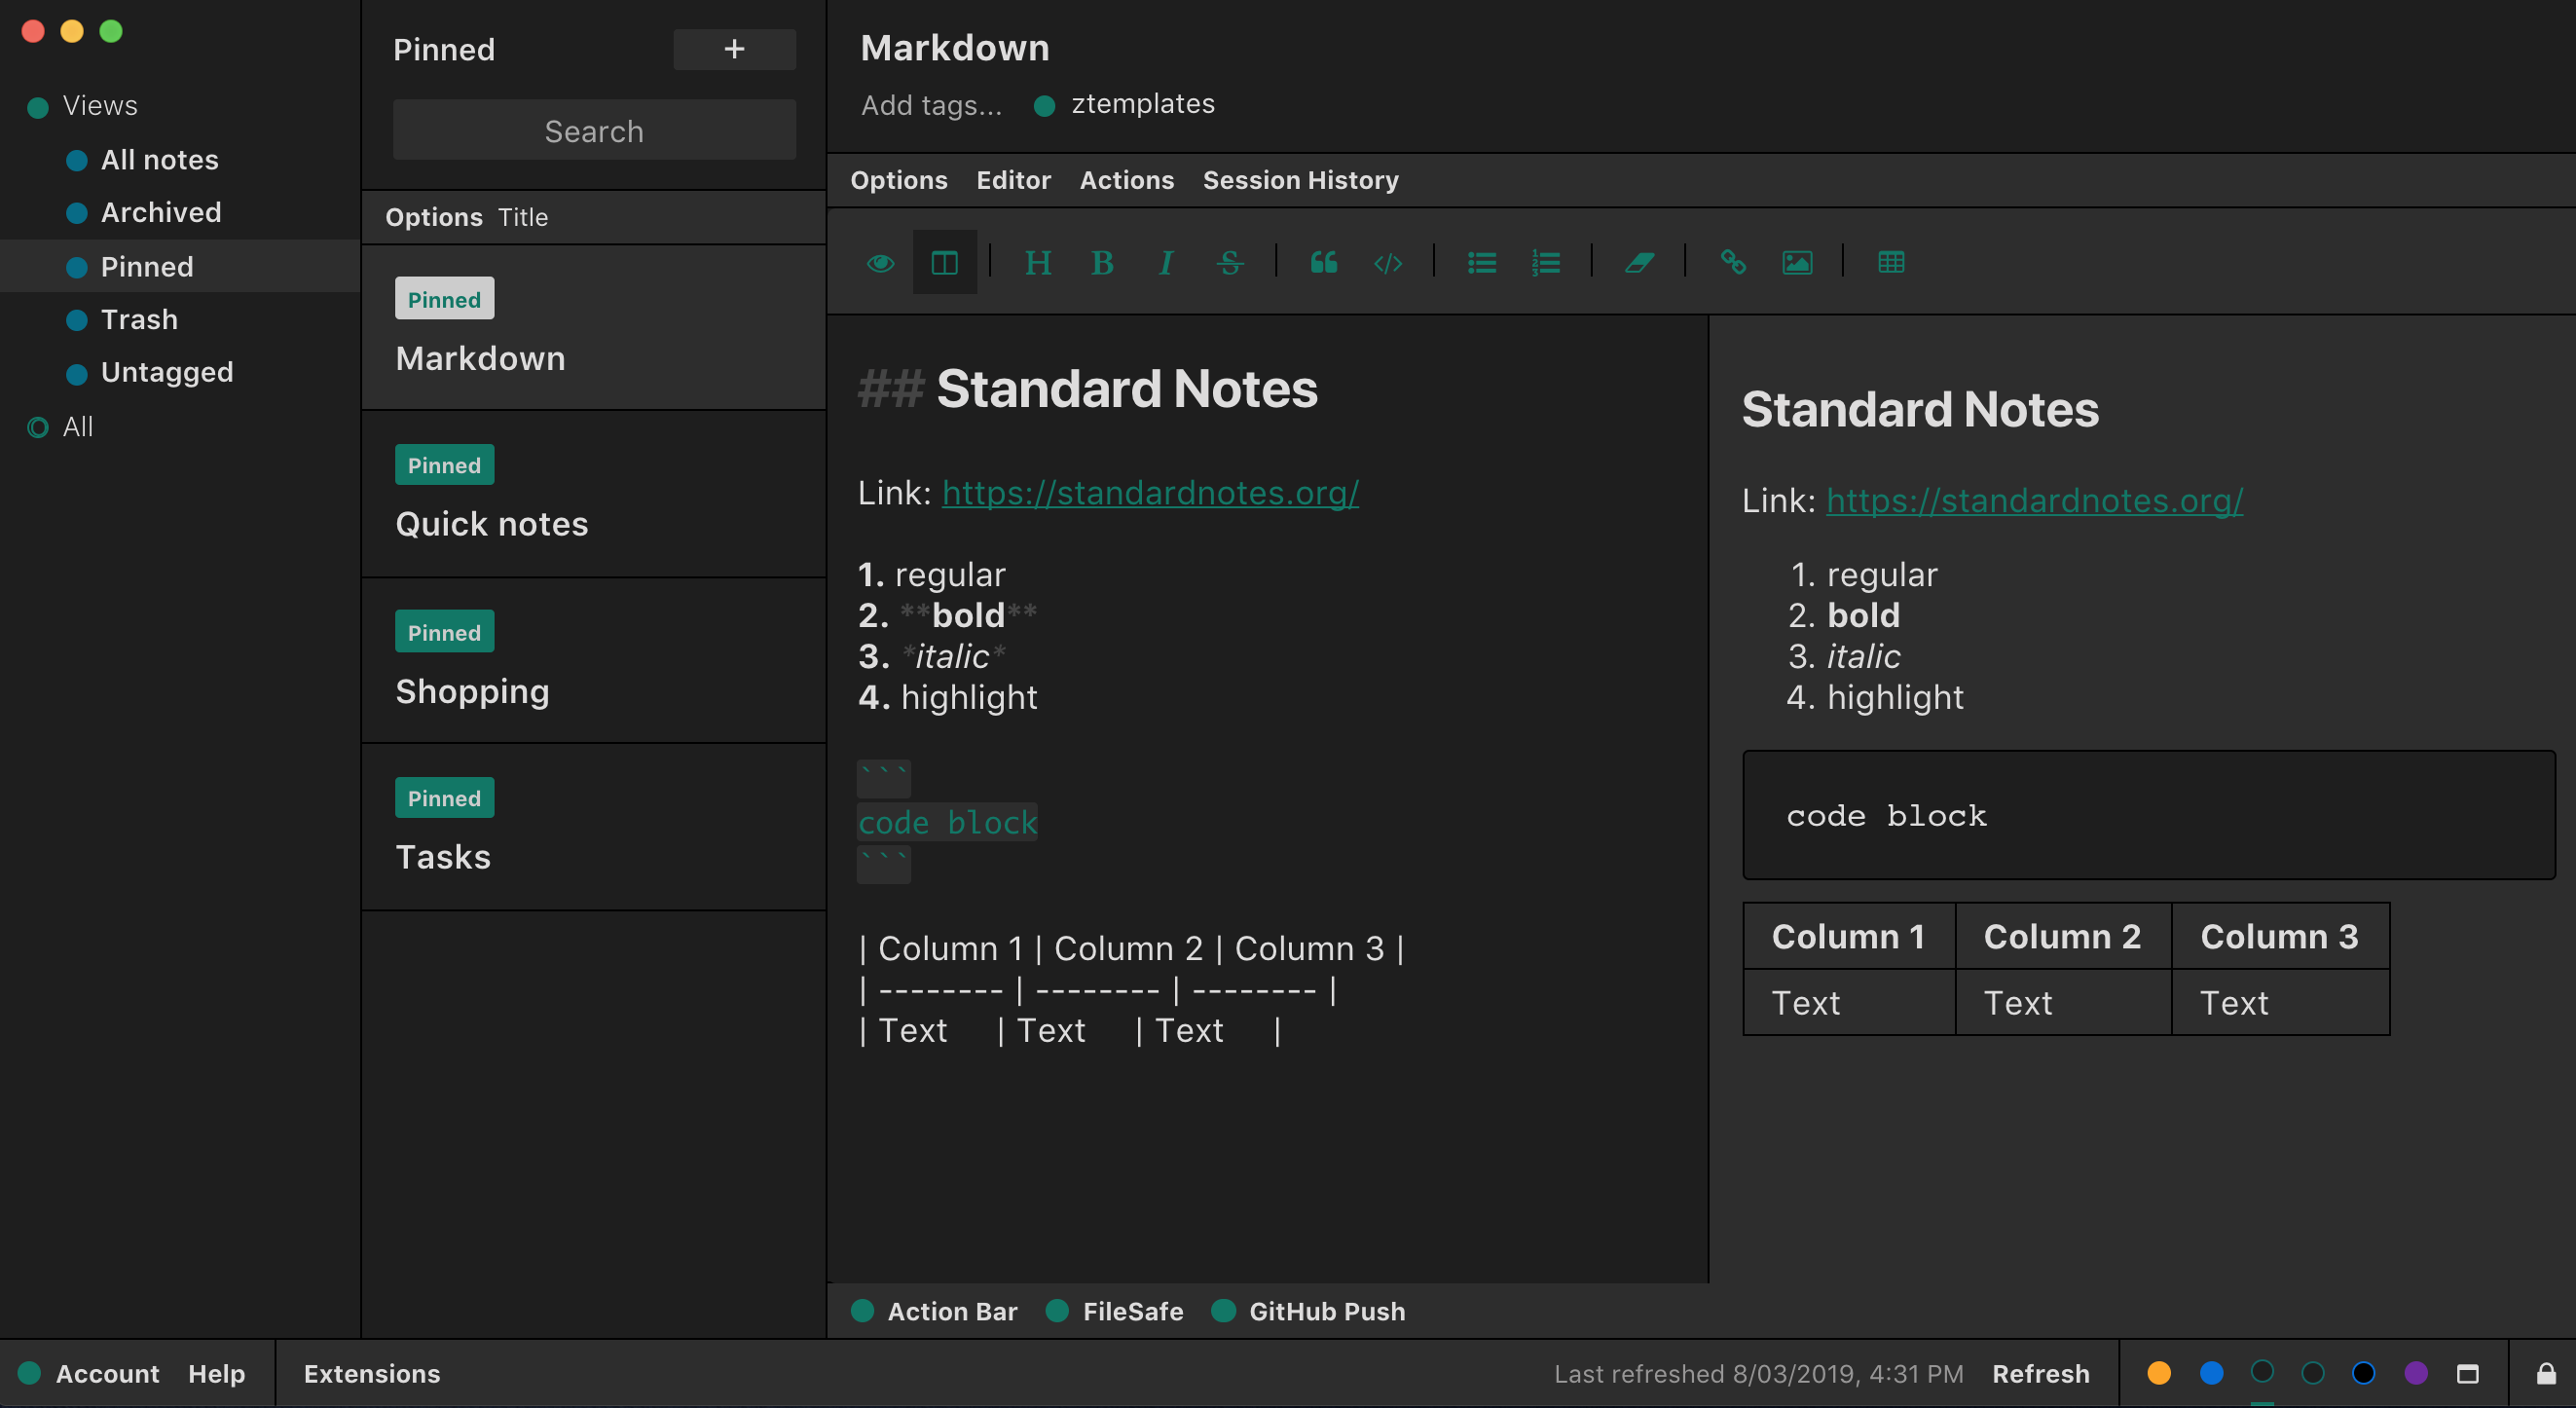 Views
All notes
Archived
Pinned
Trash
Untagged
All
Pinned
+
Search
Options Title
Pinned
Markdown
Pinned
Quick notes
Pinned
Shopping
Pinned
Tasks
Markdown
Add tags... ztemplates
Options Editor Actions Session History
H B I S
## Standard Notes
Link: https://standardnotes.org/
1. regular
2. **bold**
3. *italic*
4. highlight
```
code block
```
| Column 1 | Column 2 | Column 3 |
| -------- | -------- | -------- |
| Text     | Text     | Text     |
Standard Notes
Link: https://standardnotes.org/
1. regular
2. bold
3. italic
4. highlight
code block
Column 1 Column 2 Column 3
Text Text Text
Action Bar FileSafe GitHub Push
Account Help Extensions
Last refreshed 8/03/2019, 4:31 PM Refresh